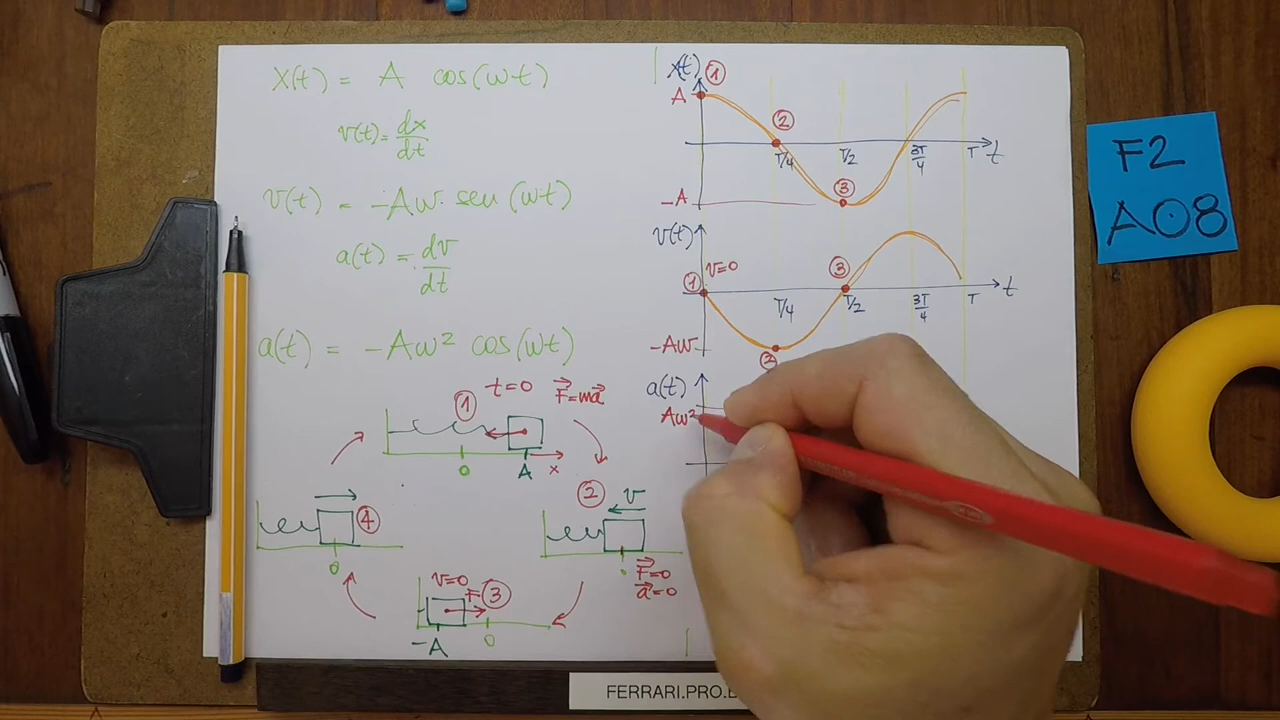 X(t) = A cos(ωt)
v(t) = dx/dt
v(t) = -Aω · sen(ωt)
a(t) = dv/dt
a(t) = -Aω² cos(ωt)
t=0
F⃗=ma⃗
①
0
A
x
②
v
0
F⃗=0
a⃗=0
v=0
F
③
-A
0
④
0
X(t)
①
A
②
T/4
T/2
3T/4
T
t
-A
③
v(t)
①
v=0
③
T/4
T/2
3T/4
T
t
-Aω
②
a(t)
Aω²
F2
A08
FERRARI.PRO.